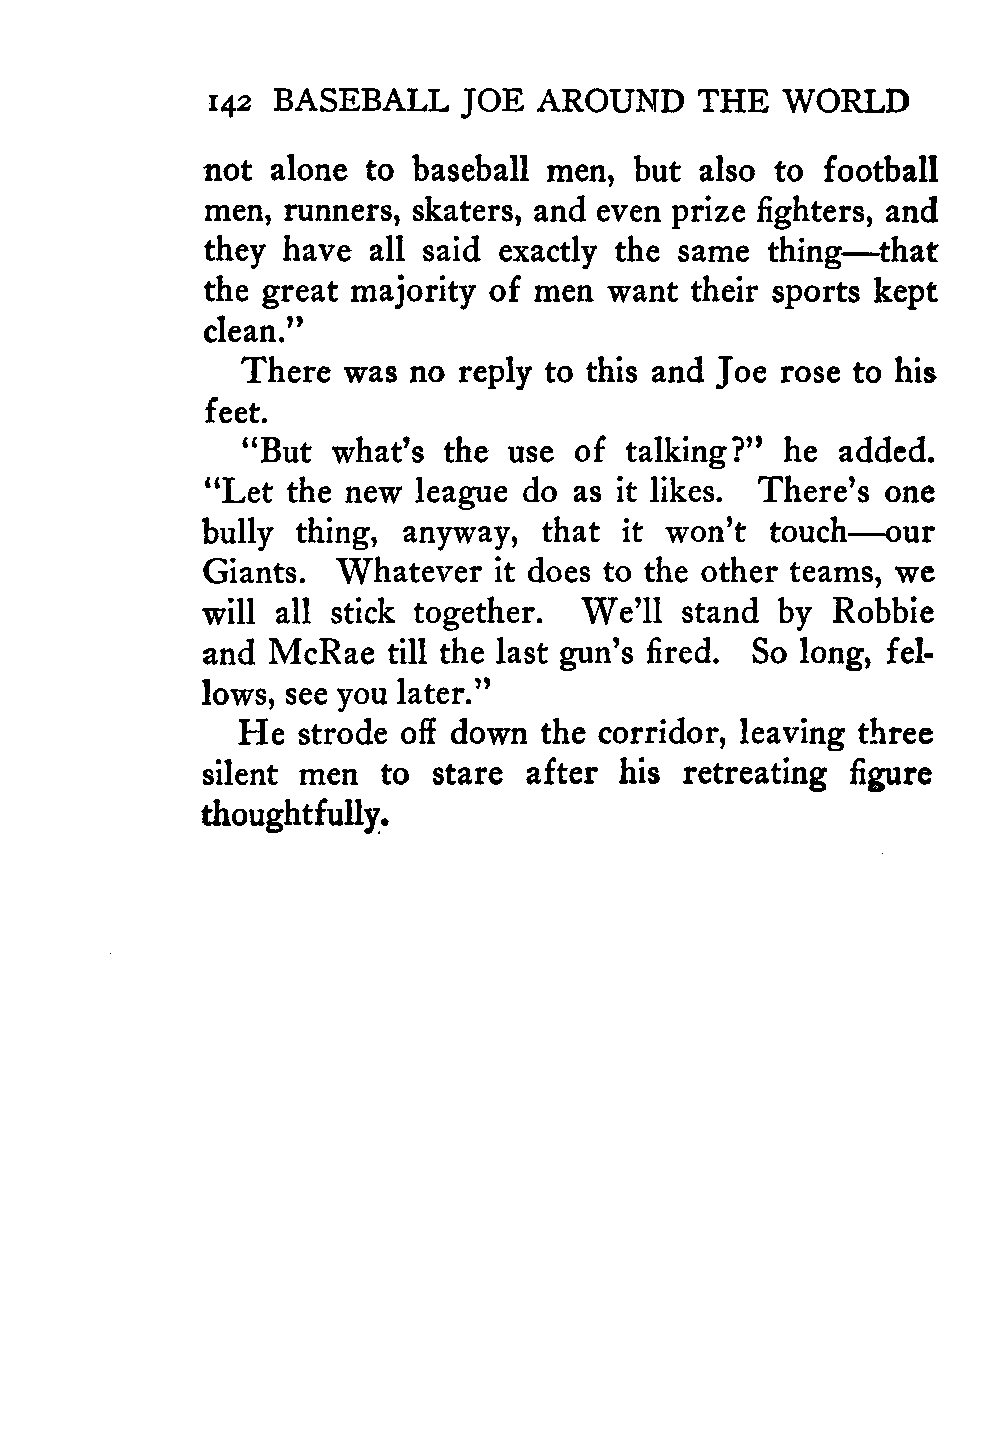 142 BASEBALL JOE AROUND THE WORLD
not alone to baseball men, but also to football
men, runners, skaters, and even prize fighters, and
they have all said exactly the same thing—that
the great majority of men want their sports kept
clean."
There was no reply to this and Joe rose to his
feet.
"But what's the use of talking?" he added.
"Let the new league do as it likes. There's one
bully thing, anyway, that it won't touch—our
Giants. Whatever it does to the other teams, we
will all stick together. We'll stand by Robbie
and McRae till the last gun's fired. So long, fel-
lows, see you later."
He strode off down the corridor, leaving three
silent men to stare after his retreating figure
thoughtfully.